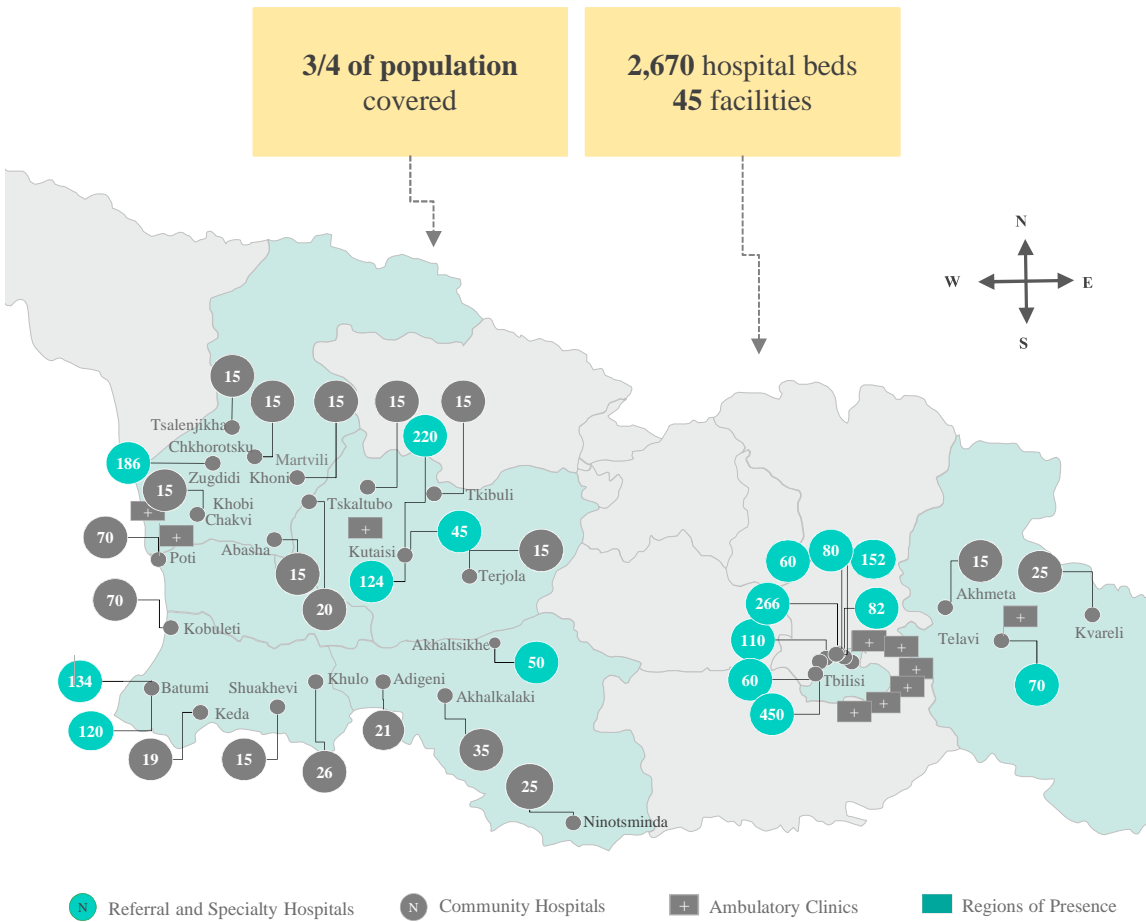 3/4 of population
covered
2,670 hospital beds
45 facilities
N
W
E
S
15
15
15
15
15
220
Tsalenjikha
Chkhorotsku
186
Zugdidi
Martvili
Khoni
15
Khobi
Chakvi
Tskaltubo
Tkibuli
70
Poti
Abasha
Kutaisi
45
15
Terjola
124
15
20
70
Kobuleti
Akhaltsikhe
50
134
Batumi
120
Keda
19
Shuakhevi
15
Khulo
26
Adigeni
21
Akhalkalaki
35
25
Ninotsminda
60
80
152
266
82
110
60
450
Tbilisi
15
Akhmeta
25
Kvareli
Telavi
70
N
Referral and Specialty Hospitals
N
Community Hospitals
Ambulatory Clinics
Regions of Presence